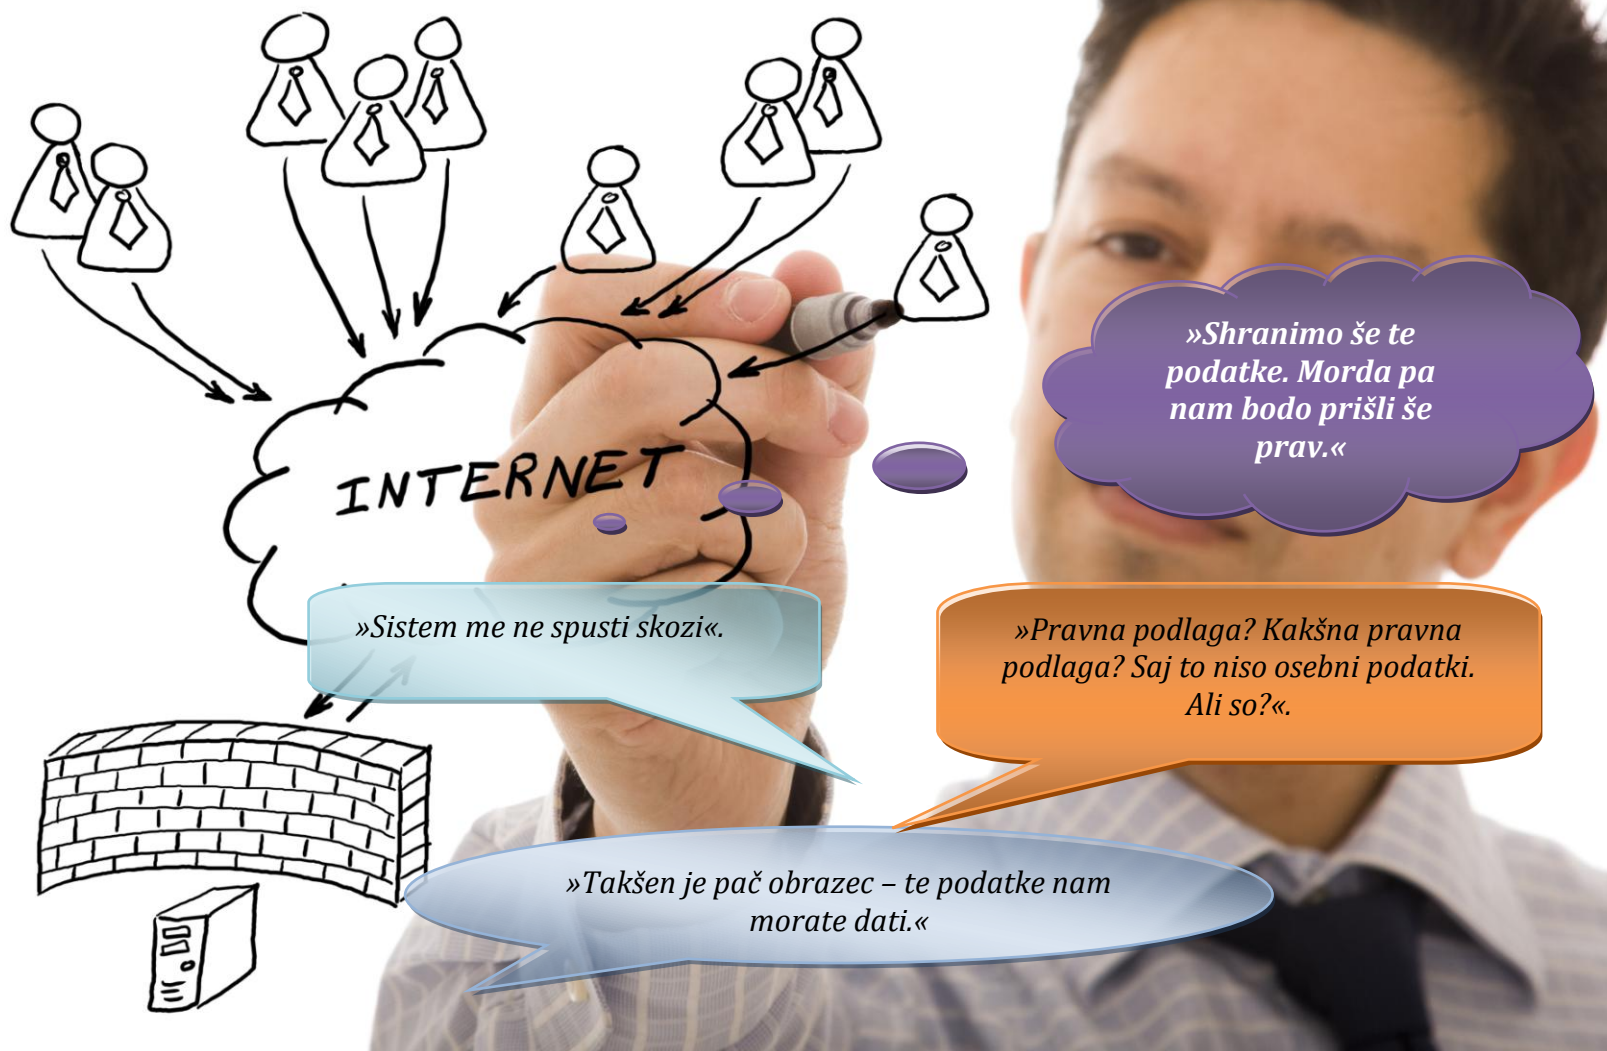 INTERNET
»Shranimo še te
podatke. Morda pa
nam bodo prišli še
prav.«
»Sistem me ne spusti skozi«.
»Pravna podlaga? Kakšna pravna
podlaga? Saj to niso osebni podatki.
Ali so?«.
»Takšen je pač obrazec – te podatke nam
morate dati.«